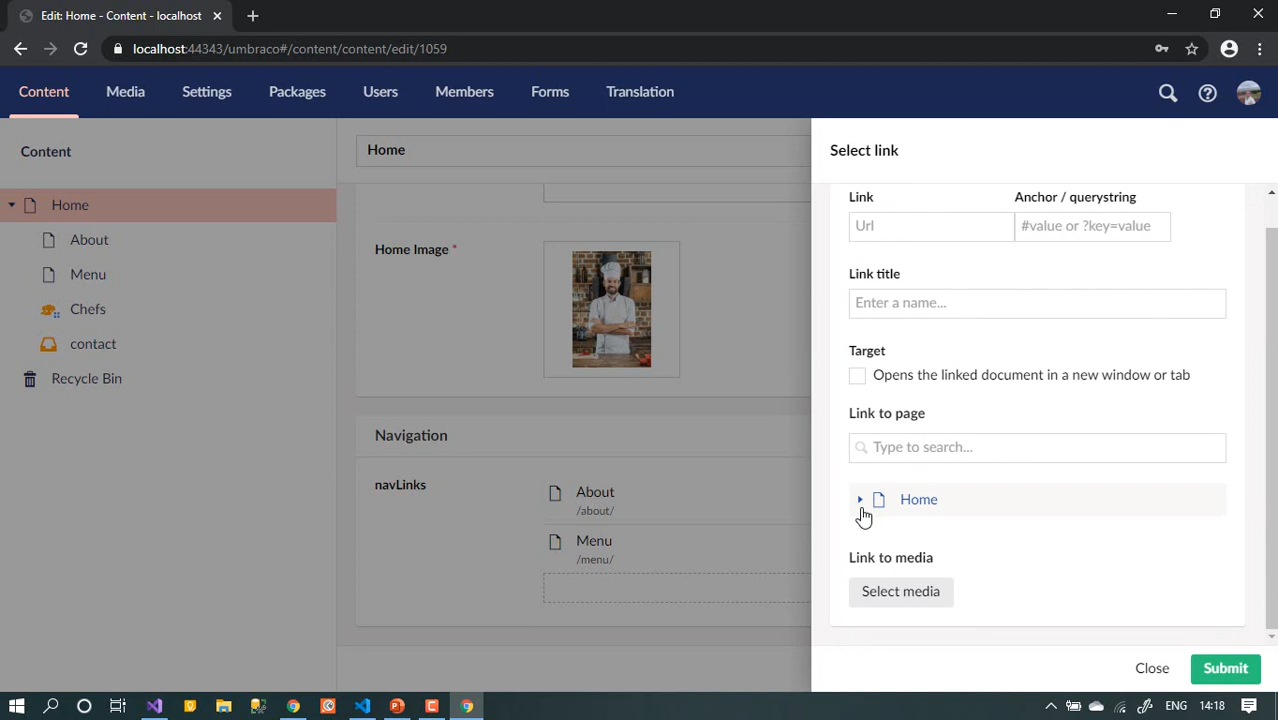 Edit: Home - Content - localhost
localhost:44343/umbraco#/content/content/edit/1059
Content Media Settings Packages Users Members Forms Translation
Content
Home
About
Menu
Chefs
contact
Recycle Bin
Home
Home Image *
Navigation
navLinks
About
/about/
Menu
/menu/
Select link
Link Anchor / querystring
Url #value or ?key=value
Link title
Enter a name...
Target
Opens the linked document in a new window or tab
Link to page
Type to search...
Home
Link to media
Select media
Close Submit
14:18